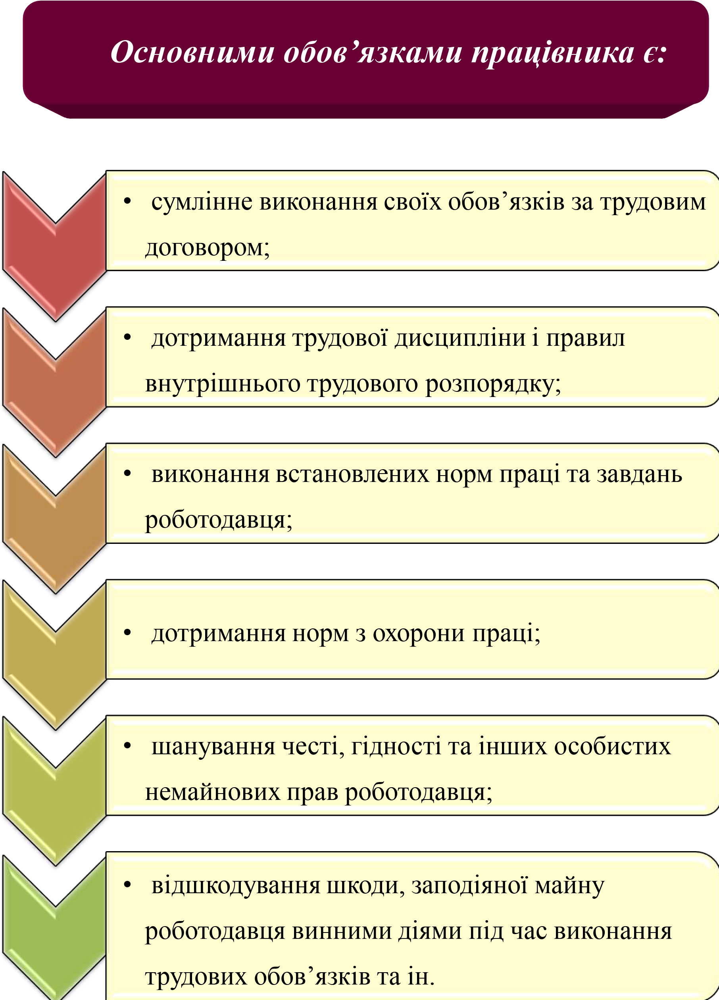 Основними обов’язками працівника є:
• сумлінне виконання своїх обов’язків за трудовим
договором;
• дотримання трудової дисципліни і правил
внутрішнього трудового розпорядку;
• виконання встановлених норм праці та завдань
роботодавця;
• дотримання норм з охорони праці;
• шанування честі, гідності та інших особистих
немайнових прав роботодавця;
• відшкодування шкоди, заподіяної майну
роботодавця винними діями під час виконання
трудових обов’язків та ін.